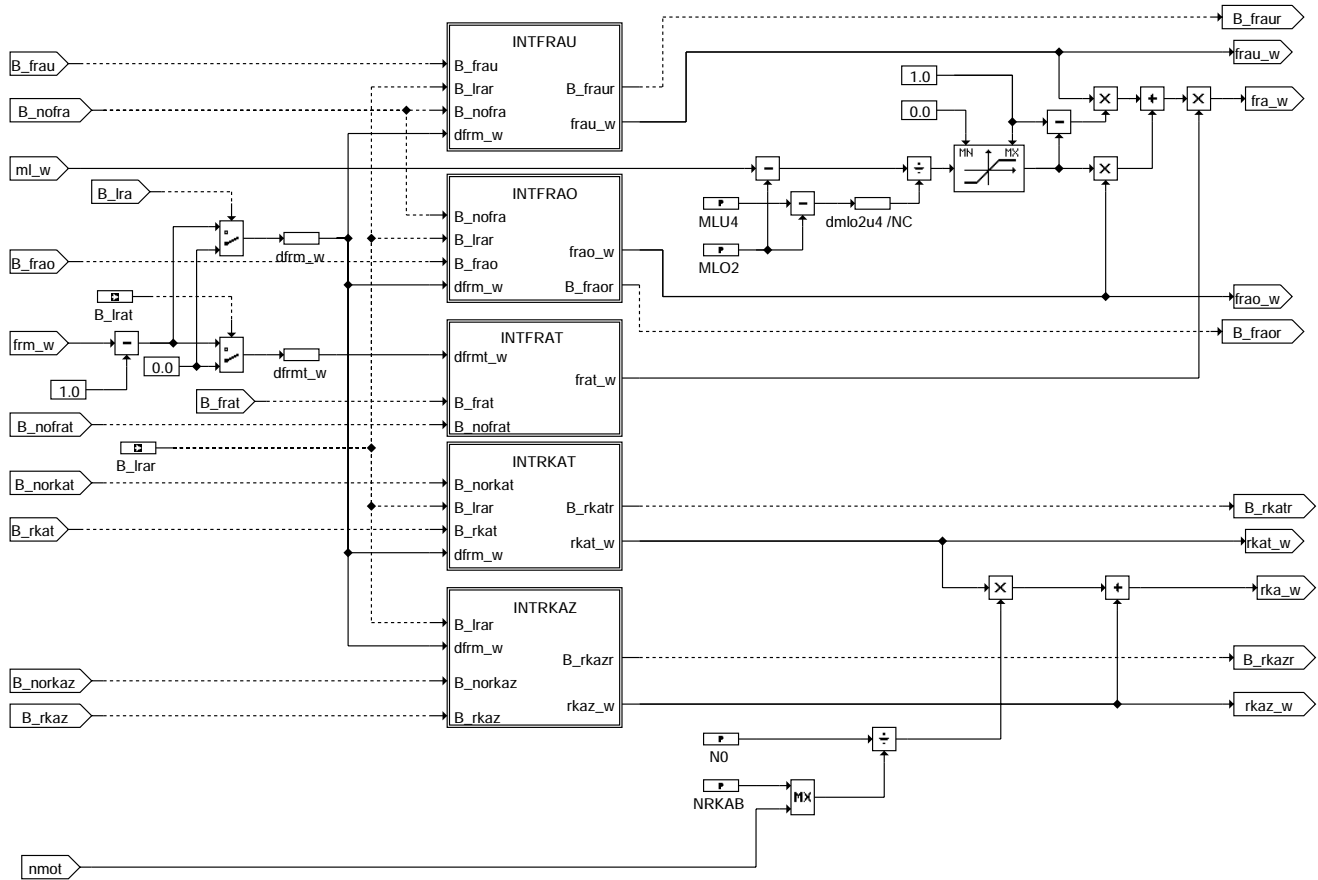 B_fraur
INTFRAU
frau_w
B_frau
B_frau
B_lrar
B_fraur
1.0
fra_w
B_nofra
B_nofra
0.0
frau_w
dfrm_w
MN
MX
ml_w
INTFRAO
B_lra
P
MLU4
dmlo2u4 /NC
B_nofra
B_lrar
dfrm_w
frao_w
P
MLO2
B_frao
B_frao
dfrm_w
B_fraor
frao_w
B_lrat
INTFRAT
B_fraor
frm_w
dfrmt_w
0.0
dfrmt_w
frat_w
1.0
B_frat
B_frat
B_nofrat
B_nofrat
B_lrar
INTRKAT
B_norkat
B_norkat
B_lrar
B_rkatr
B_rkatr
B_rkat
B_rkat
rkat_w
rkat_w
dfrm_w
rka_w
INTRKAZ
B_lrar
dfrm_w
B_rkazr
B_rkazr
B_norkaz
B_norkaz
rkaz_w
rkaz_w
B_rkaz
B_rkaz
P
N0
P
NRKAB
MX
nmot